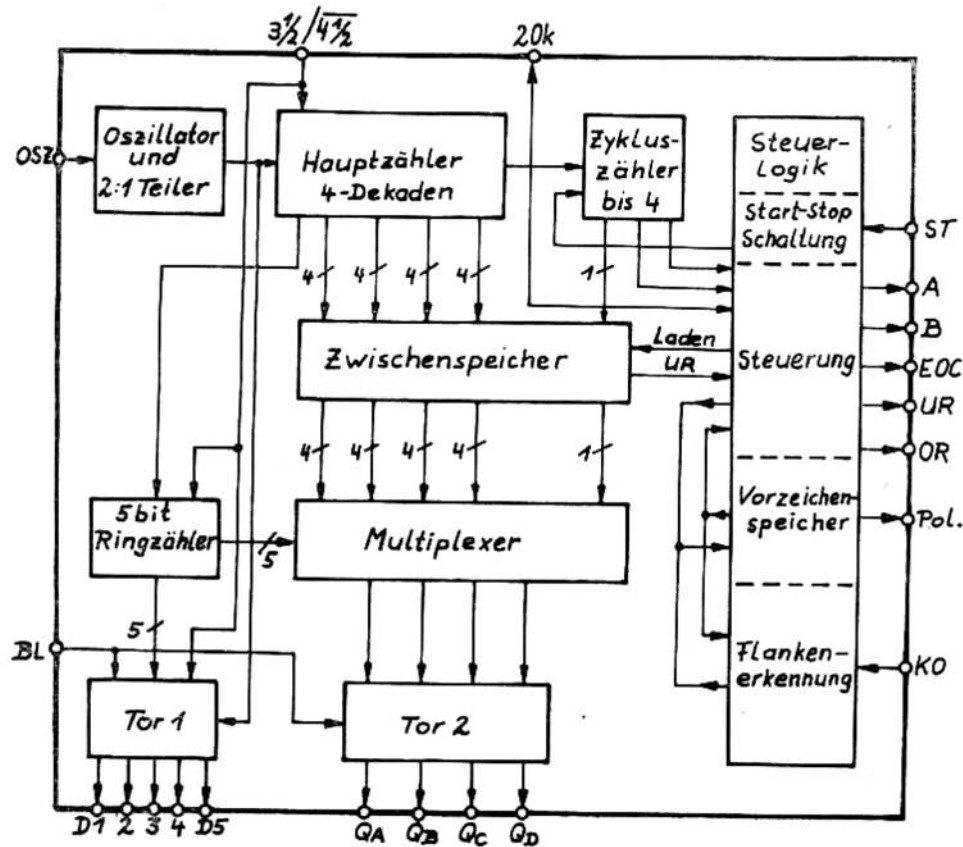 3½/4½
20k
OSZ
Oszillator
und
2:1 Teiler
Hauptzähler
4-Dekaden
Zyklus-
zähler
bis 4
Steuer-
logik
Start-Stop
Schaltung
ST
4 4 4 4 1
A
B
Zwischenspeicher
Laden
UR
Steuerung
EOC
UR
OR
4 4 4 4 1
5 bit
Ringzähler
5
Multiplexer
Vorzeichen-
speicher
Pol.
5
BL
Flanken-
erkennung
KO
Tor 1
Tor 2
D1 2 3 4 D5
QA QB QC QD